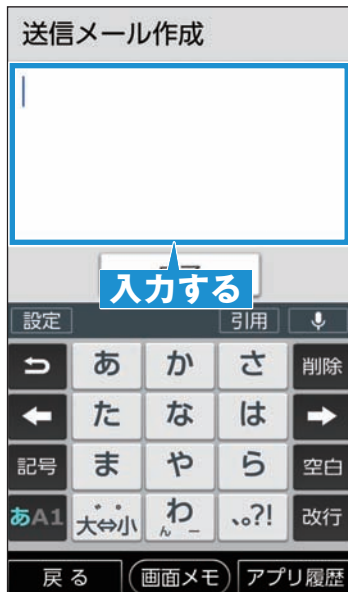 送信メール作成
入力する
設定 引用
あ か さ 削除
た な は
記号 ま や ら 空白
あA1 大⇔小 わ ん ー 、。?! 改行
戻る 画面メモ アプリ履歴